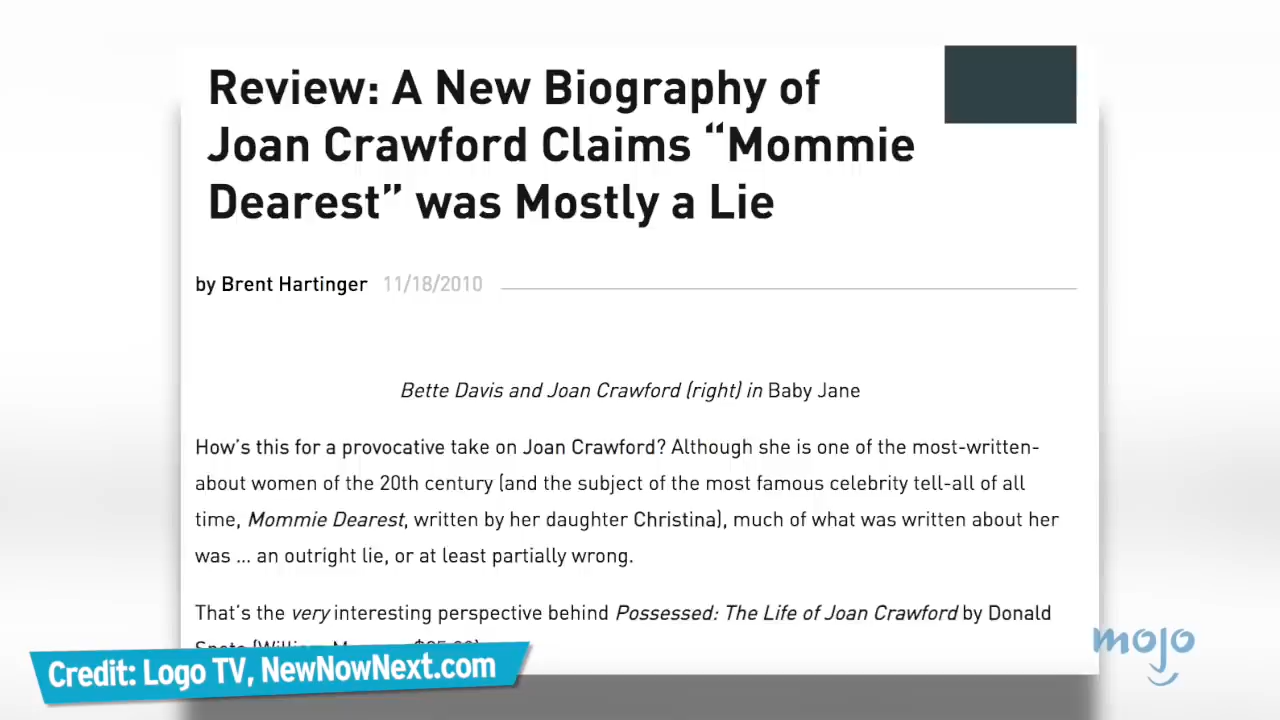 Review: A New Biography of
Joan Crawford Claims “Mommie
Dearest” was Mostly a Lie
by Brent Hartinger 11/18/2010
Bette Davis and Joan Crawford (right) in Baby Jane
How’s this for a provocative take on Joan Crawford? Although she is one of the most-written-
about women of the 20th century (and the subject of the most famous celebrity tell-all of all
time, Mommie Dearest, written by her daughter Christina), much of what was written about her
was ... an outright lie, or at least partially wrong.
That’s the very interesting perspective behind Possessed: The Life of Joan Crawford by Donald
Credit: Logo TV, NewNowNext.com
mojo